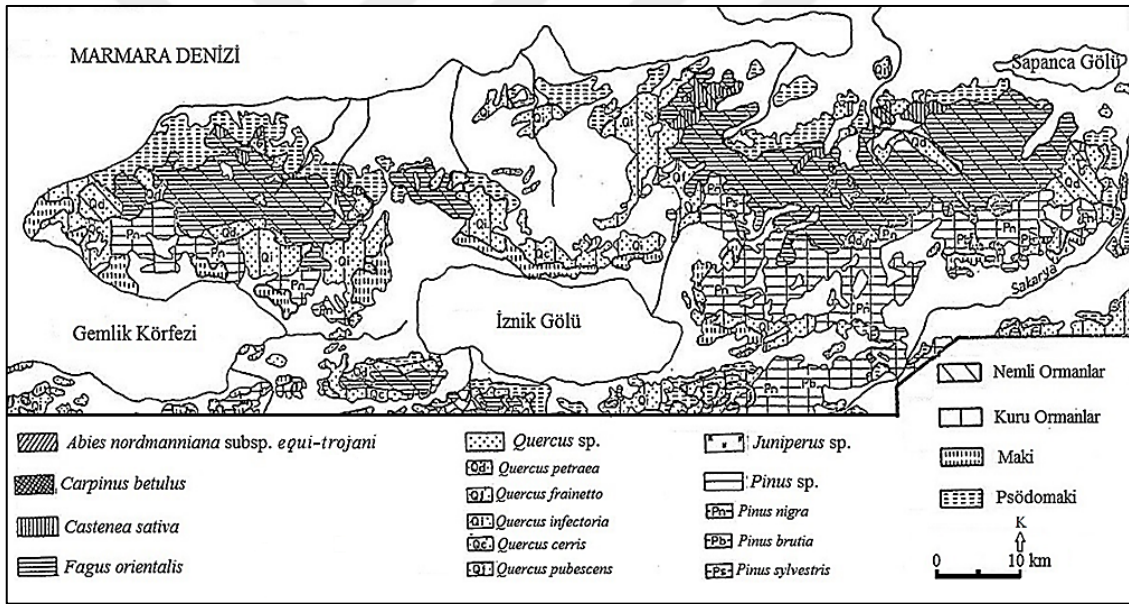 MARMARA DENİZİ
Sapanca Gölü
Gemlik Körfezi
İznik Gölü
Sakarya
Abies nordmanniana subsp. equi-trojani
Carpinus betulus
Castenea sativa
Fagus orientalis
Quercus sp.
Qd Quercus petraea
Qf Quercus frainetto
Qi Quercus infectoria
Qc Quercus cerris
Quercus pubescens
Juniperus sp.
Pinus sp.
Pn Pinus nigra
Pb Pinus brutia
Ps Pinus sylvestris
Nemli Ormanlar
Kuru Ormanlar
Maki
Psödomaki
K
0 10 km